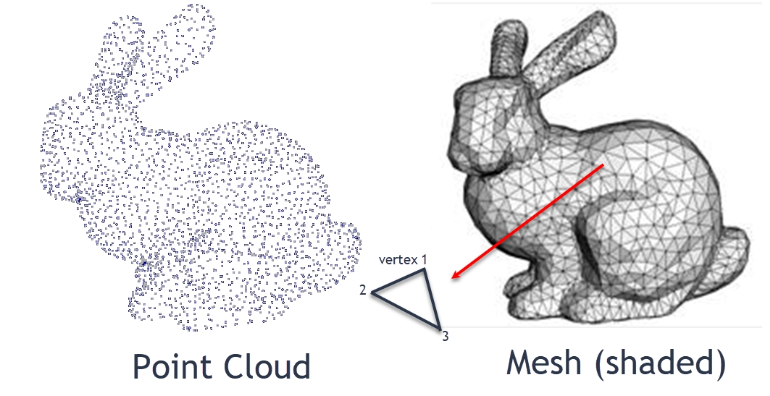 vertex 1
2
3
Point Cloud
Mesh (shaded)